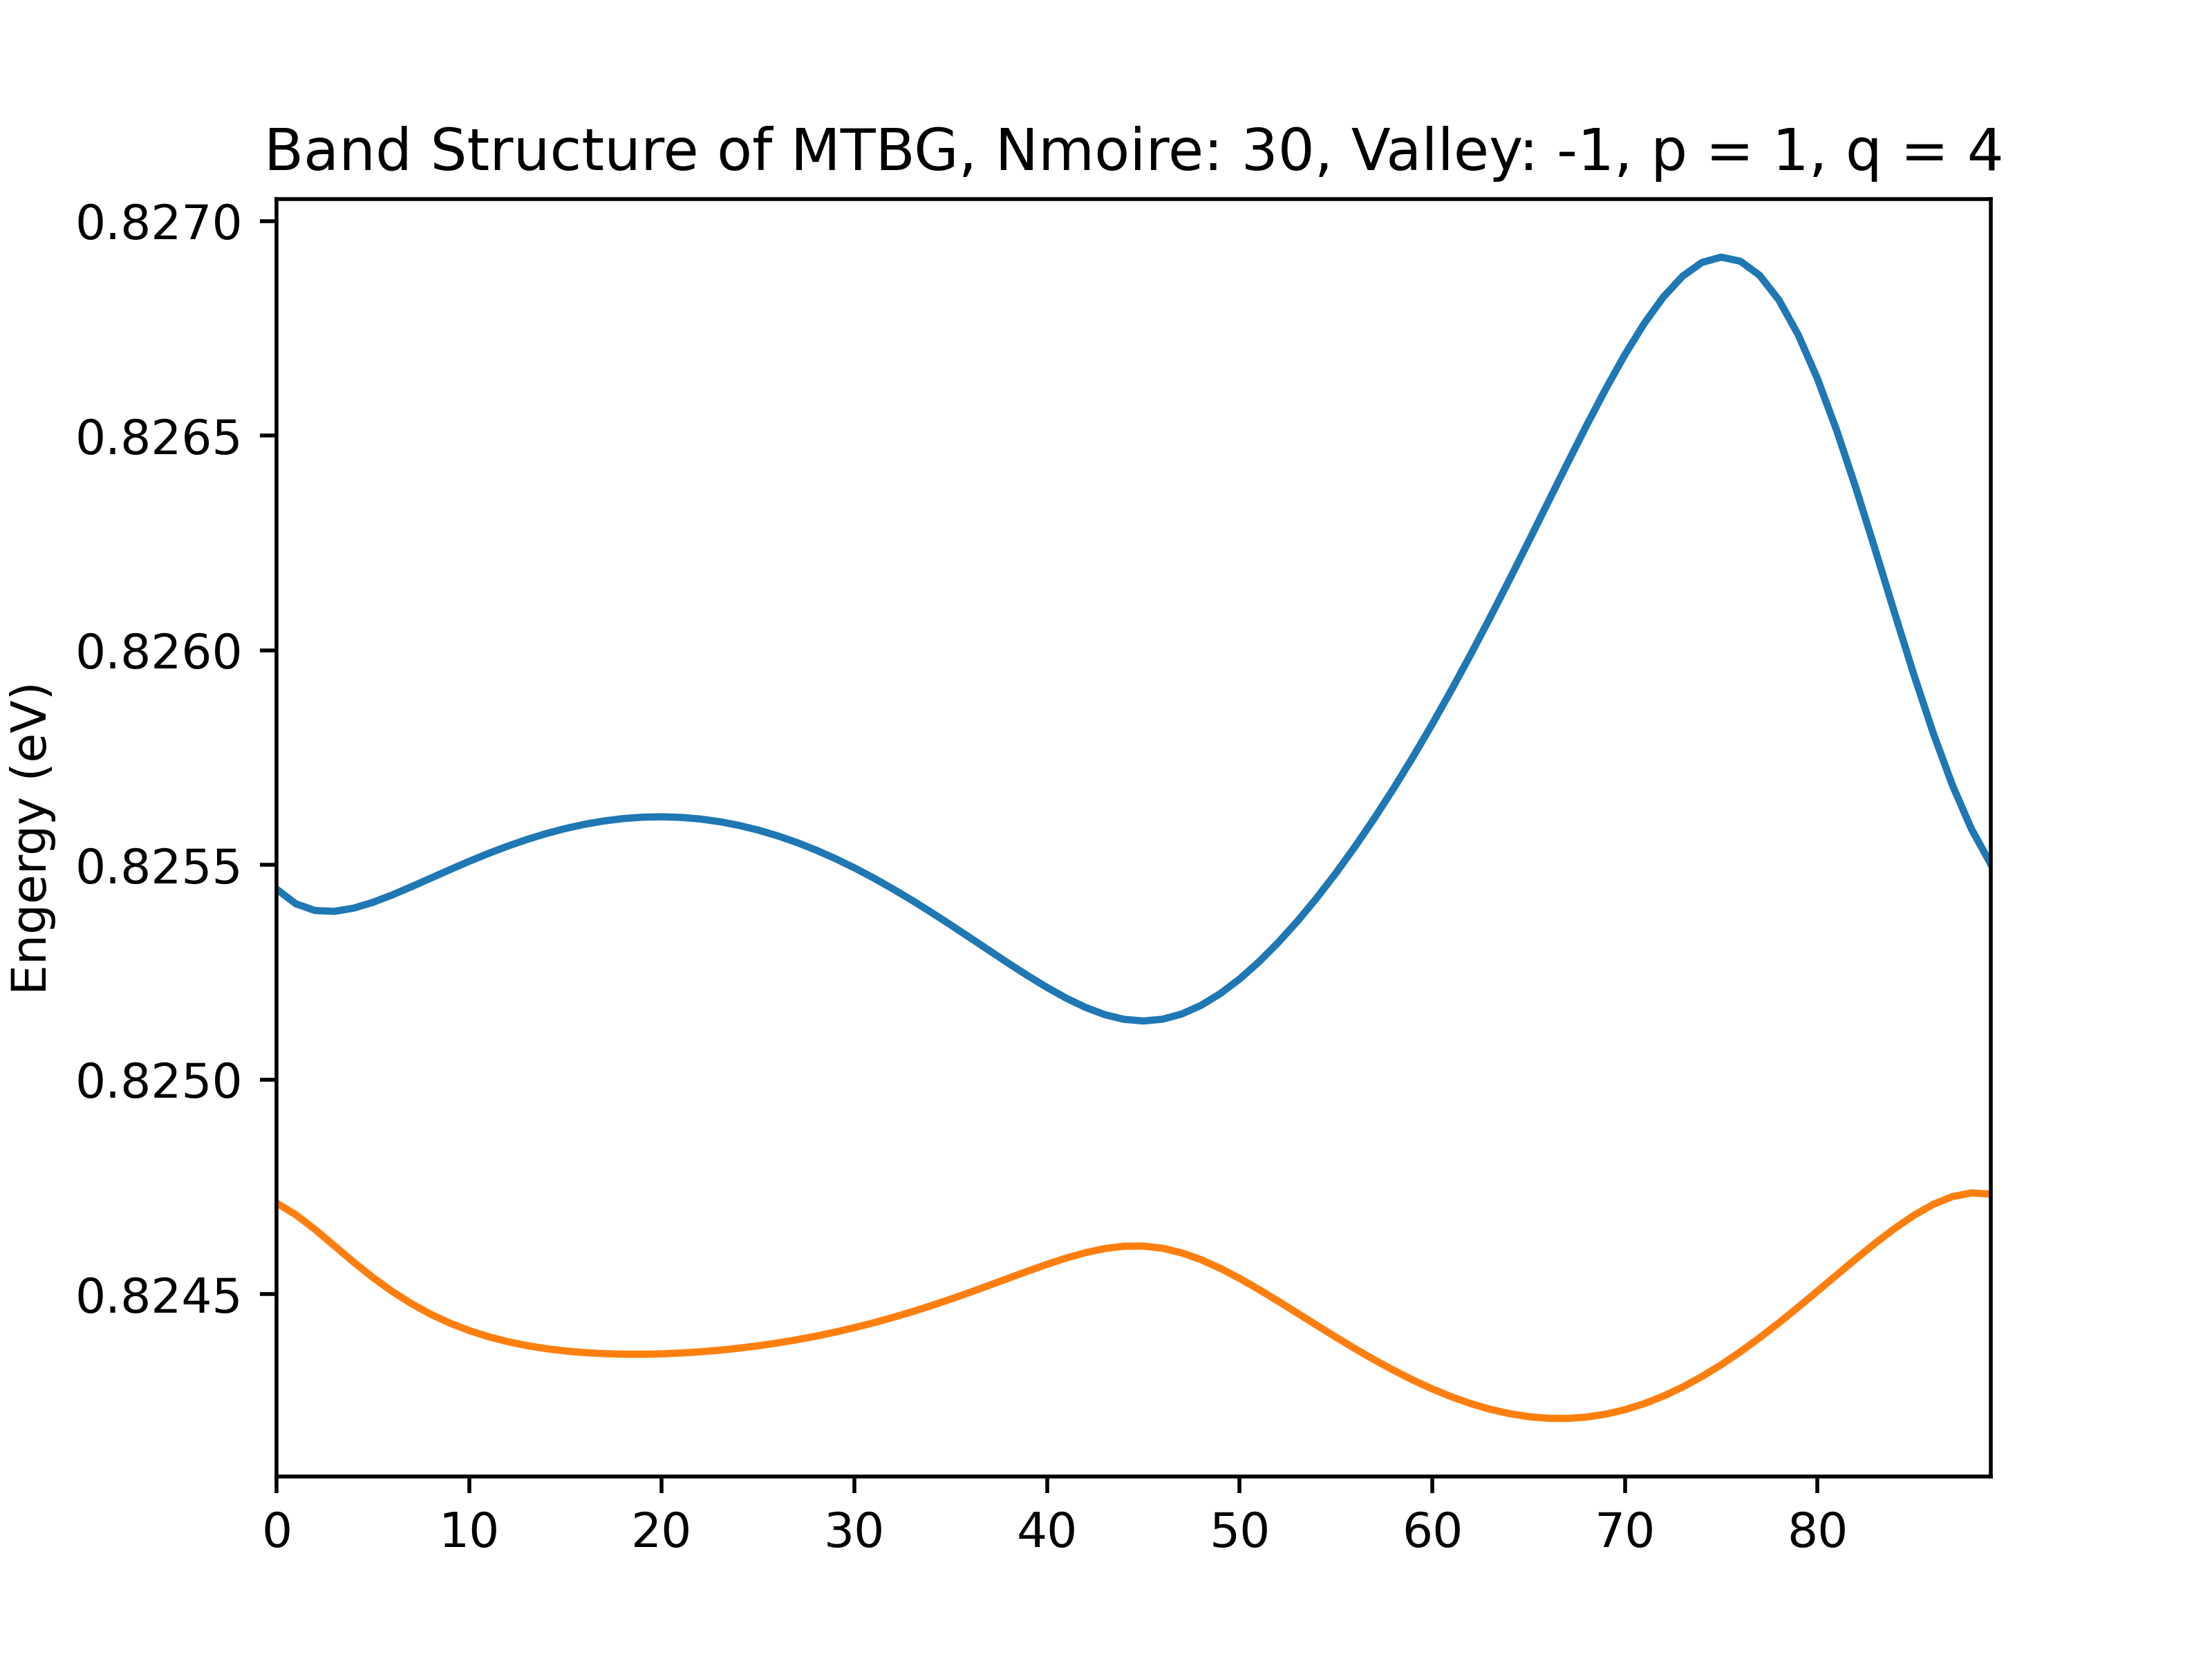 Band Structure of MTBG, Nmoire: 30, Valley: -1, p = 1, q = 4
0.8270
0.8265
0.8260
0.8255
0.8250
0.8245
Engergy (eV)
0 10 20 30 40 50 60 70 80